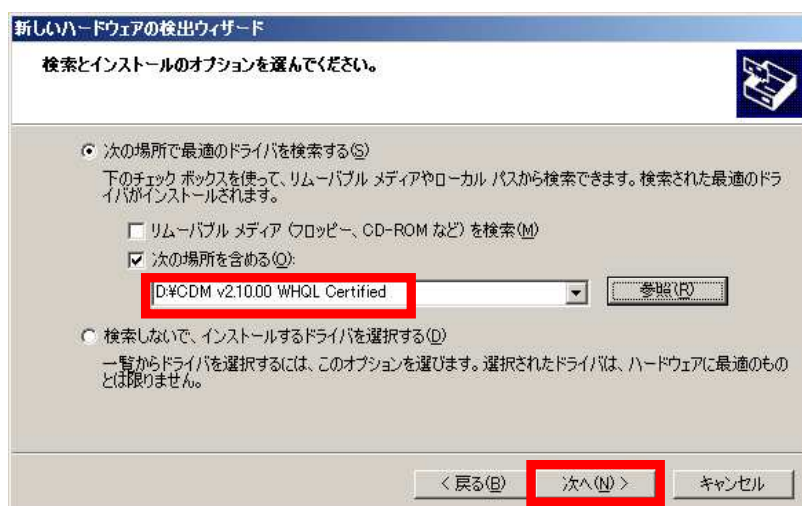 新しいハードウェアの検出ウィザード
検索とインストールのオプションを選んでください。
次の場所で最適のドライバを検索する(S)
下のチェック ボックスを使って、リムーバブル メディアやローカル パスから検索できます。検索された最適のドラ
イバがインストールされます。
リムーバブル メディア (フロッピー、CD-ROM など) を検索(M)
次の場所を含める(O):
D:¥CDM v2.10.00 WHQL Certified
参照(R)
検索しないで、インストールするドライバを選択する(D)
一覧からドライバを選択するには、このオプションを選びます。選択されたドライバは、ハードウェアに最適のもの
とは限りません。
< 戻る(B)
次へ(N) >
キャンセル